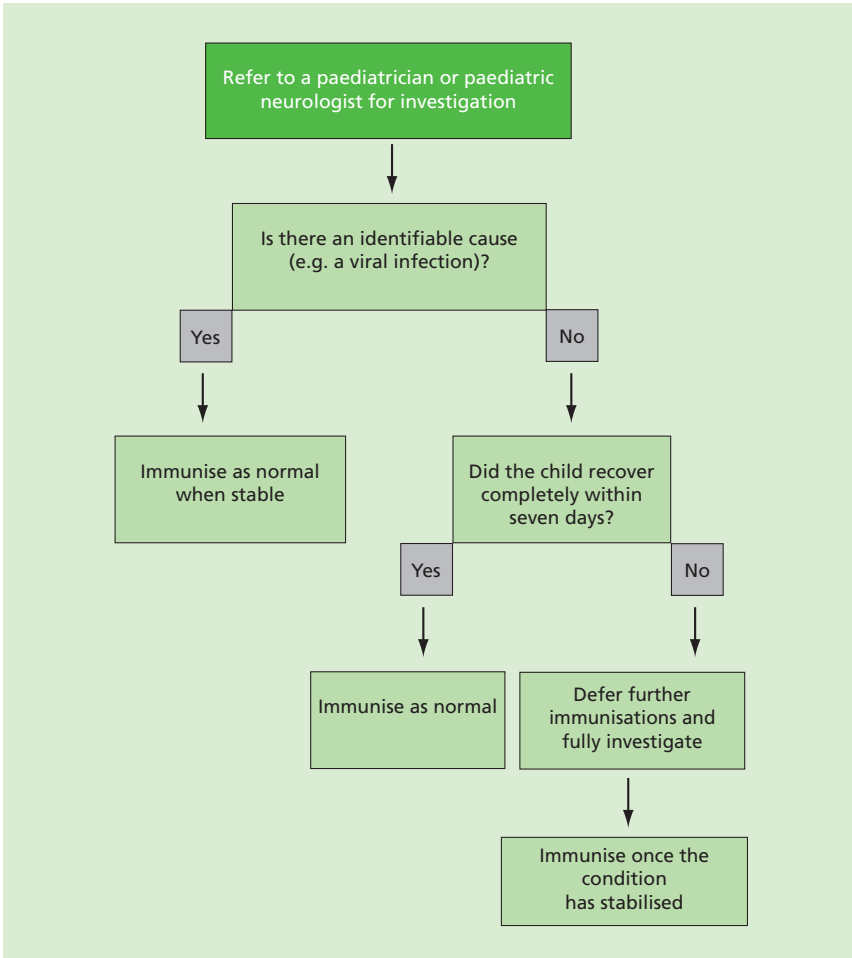 Refer to a paediatrician or paediatric
neurologist for investigation
Is there an identifiable cause
(e.g. a viral infection)?
Yes
No
Immunise as normal
when stable
Did the child recover
completely within
seven days?
Yes
No
Immunise as normal
Defer further
immunisations and
fully investigate
Immunise once the
condition
has stabilised